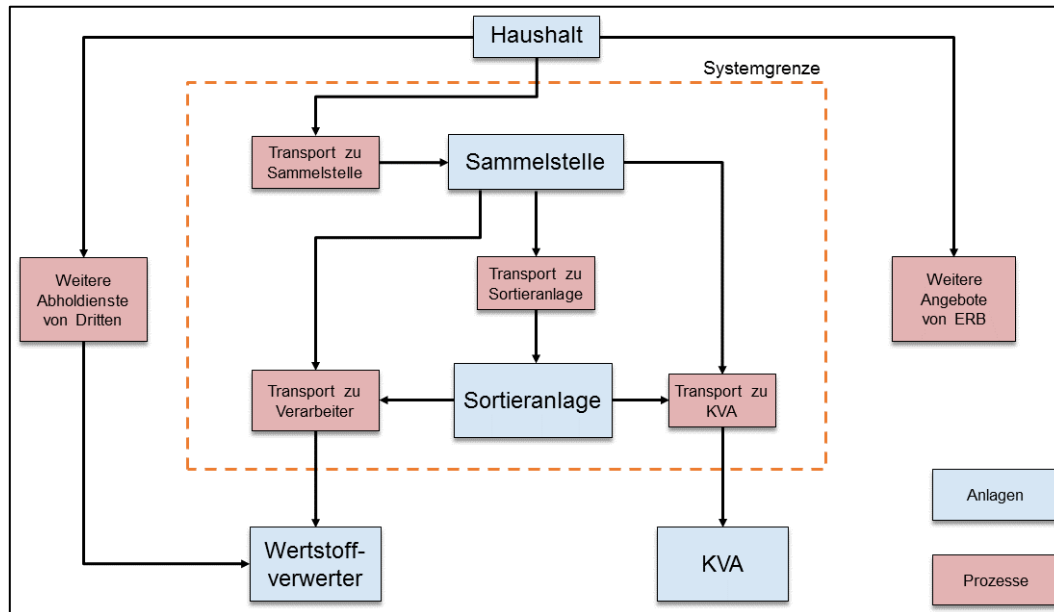 Haushalt
Systemgrenze
Transport zu
Sammelstelle
Sammelstelle
Weitere
Abholdienste
von Dritten
Transport zu
Sortieranlage
Weitere
Angebote
von ERB
Transport zu
Verarbeiter
Sortieranlage
Transport zu
KVA
Anlagen
Wertstoff-
verwerter
KVA
Prozesse